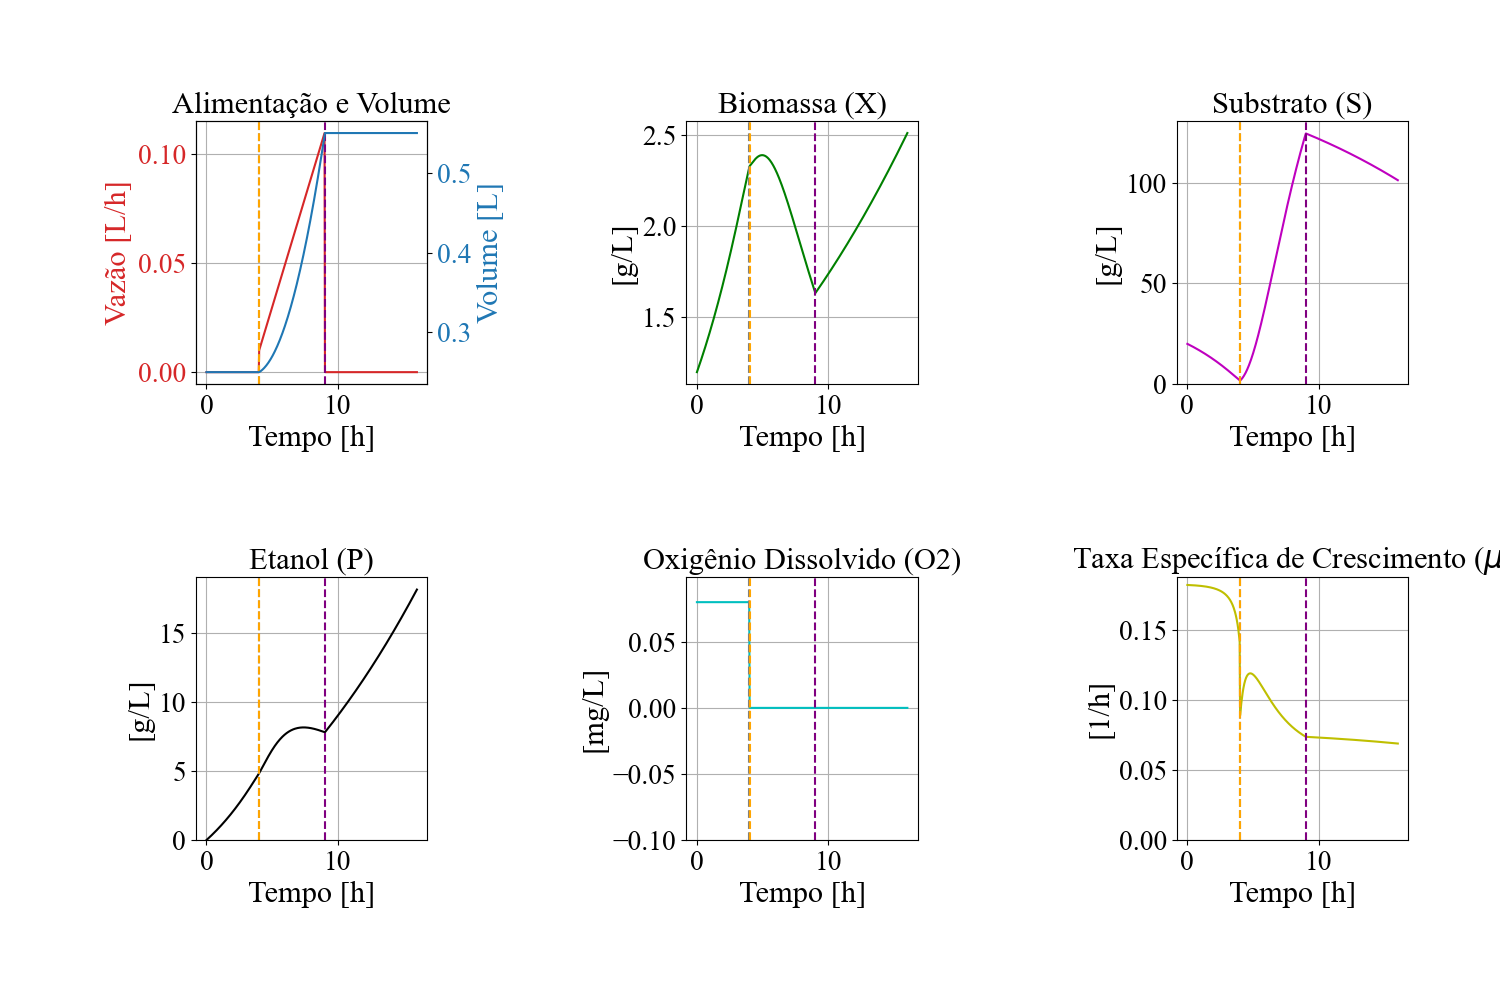 Alimentação e Volume
Vazão [L/h]
0.10
0.05
0.00
0.5
0.4
0.3
Volume [L]
0 10
Tempo [h]
Biomassa (X)
[g/L]
2.5
2.0
1.5
0 10
Tempo [h]
Substrato (S)
[g/L]
100
50
0
0 10
Tempo [h]
Etanol (P)
[g/L]
15
10
5
0
0 10
Tempo [h]
Oxigênio Dissolvido (O2)
[mg/L]
0.05
0.00
−0.05
−0.10
0 10
Tempo [h]
Taxa Específica de Crescimento (μ
[1/h]
0.15
0.10
0.05
0.00
0 10
Tempo [h]